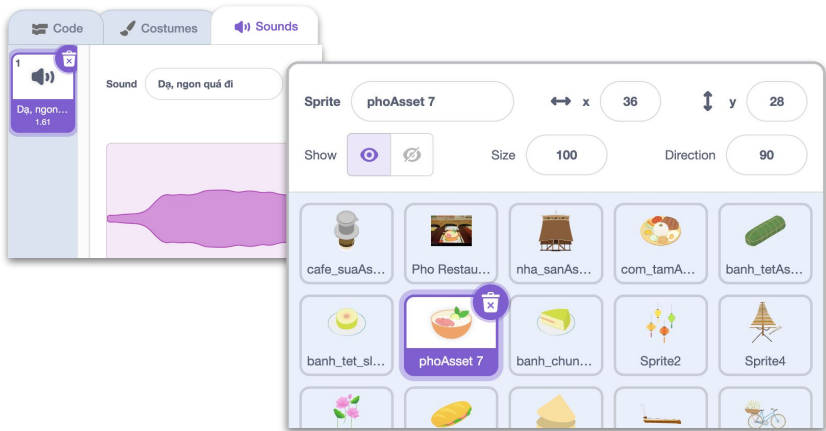 Code
Costumes
Sounds
1
Dạ, ngon...
1.61
Sound
Dạ, ngon quá đi
Sprite
phoAsset 7
x
36
y
28
Show
Size
100
Direction
90
cafe_suaAs...
Pho Restau...
nha_sanAs...
com_tamA...
banh_tetAs...
banh_tet_sl...
phoAsset 7
banh_chun...
Sprite2
Sprite4